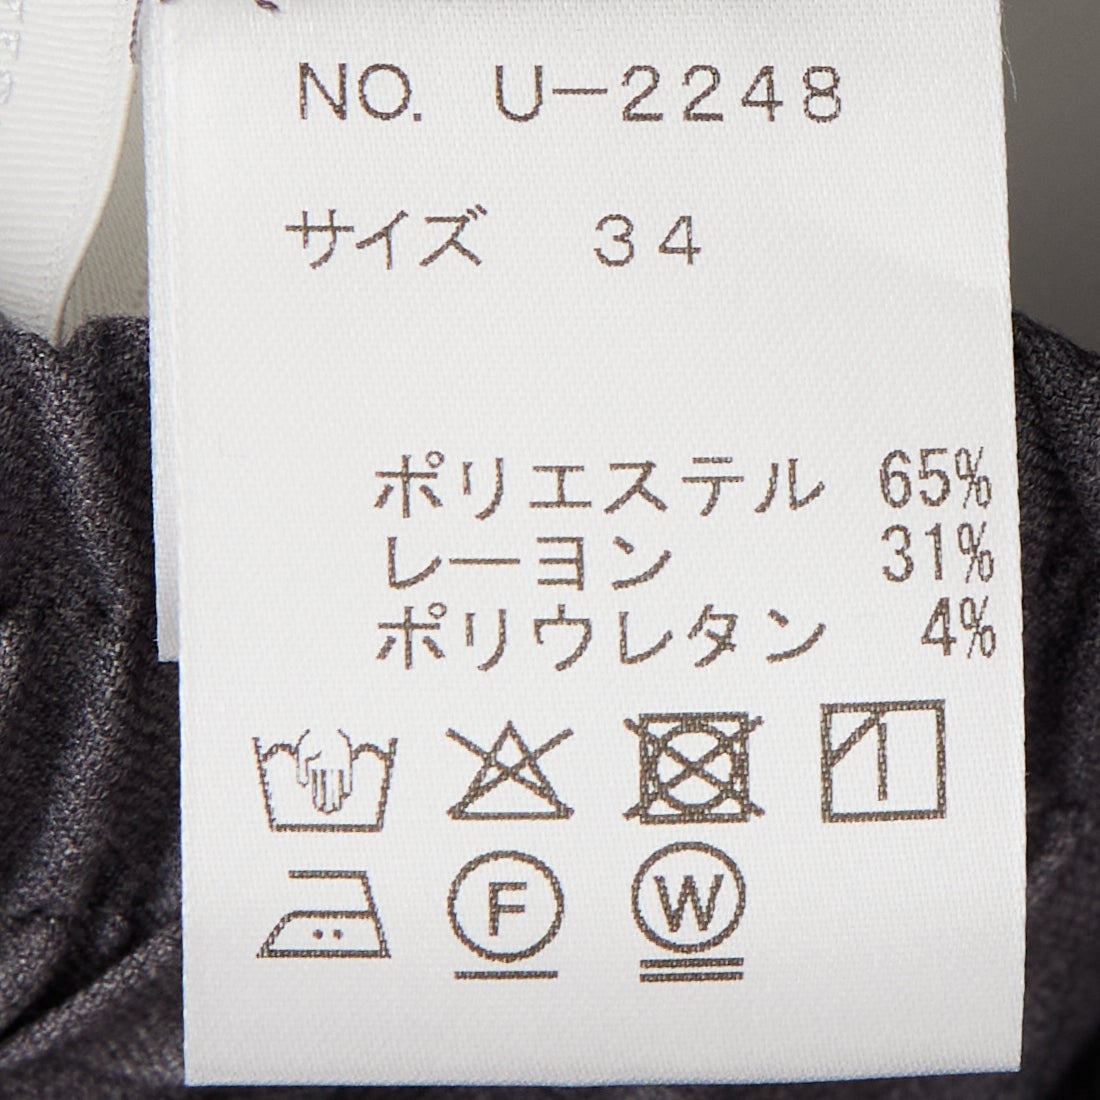 NO. U-2248
サイズ 34
ポリエステル 65%
レーヨン 31%
ポリウレタン 4%
F W